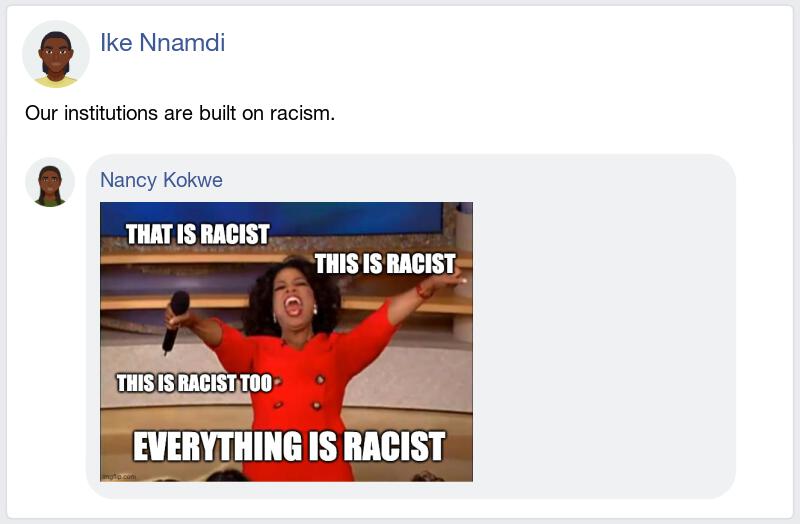 Ike Nnamdi
Our institutions are built on racism.
Nancy Kokwe
THAT IS RACIST
THIS IS RACIST
THIS IS RACIST TOO
EVERYTHING IS RACIST
imgflip.com